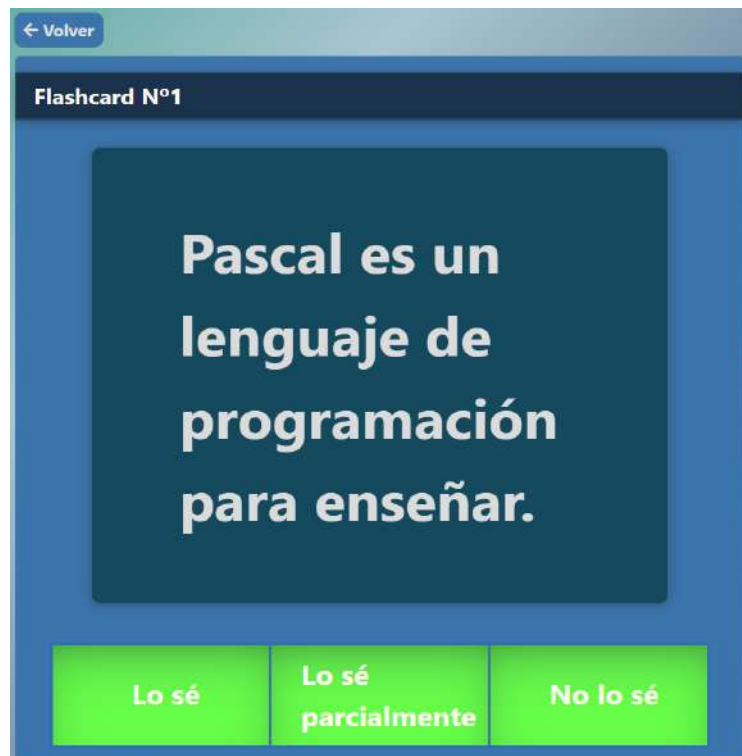 ← Volver
Flashcard Nº1
Pascal es un
lenguaje de
programación
para enseñar.
Lo sé
Lo sé
parcialmente
No lo sé